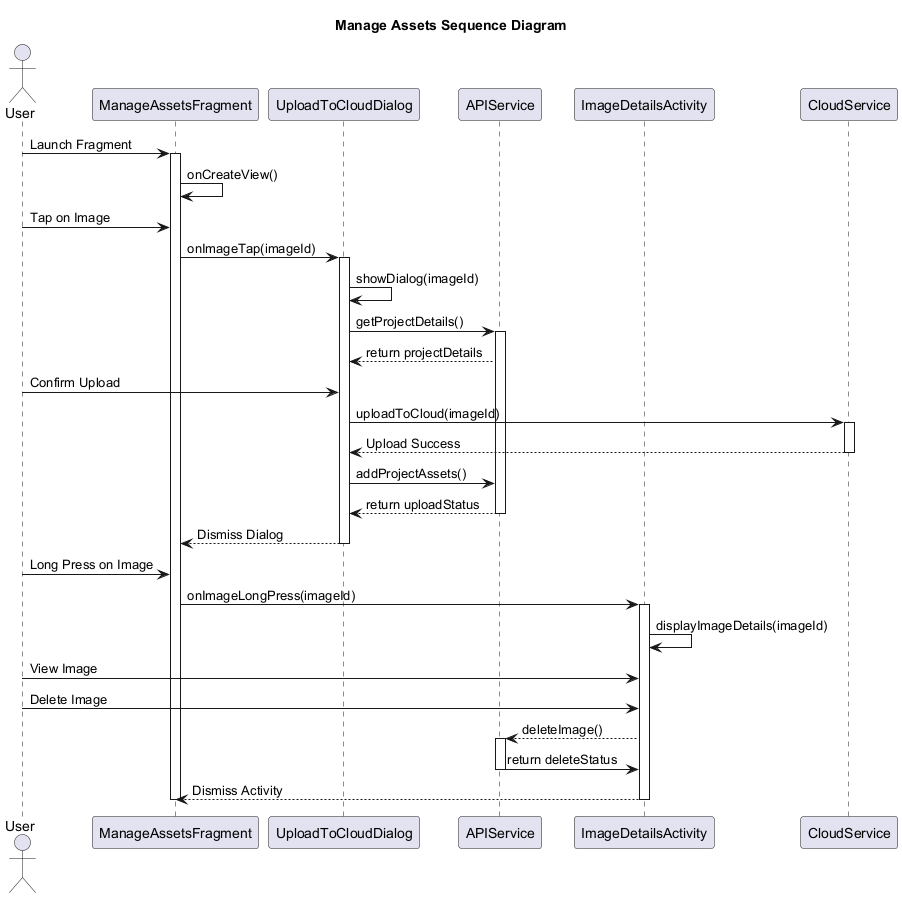 Manage Assets Sequence Diagram
User
ManageAssetsFragment
UploadToCloudDialog
APIService
ImageDetailsActivity
CloudService
Launch Fragment
onCreateView()
Tap on Image
onImageTap(imageId)
showDialog(imageId)
getProjectDetails()
return projectDetails
Confirm Upload
uploadToCloud(imageId)
Upload Success
addProjectAssets()
return uploadStatus
Dismiss Dialog
Long Press on Image
onImageLongPress(imageId)
displayImageDetails(imageId)
View Image
Delete Image
deleteImage()
return deleteStatus
Dismiss Activity
User
ManageAssetsFragment
UploadToCloudDialog
APIService
ImageDetailsActivity
CloudService